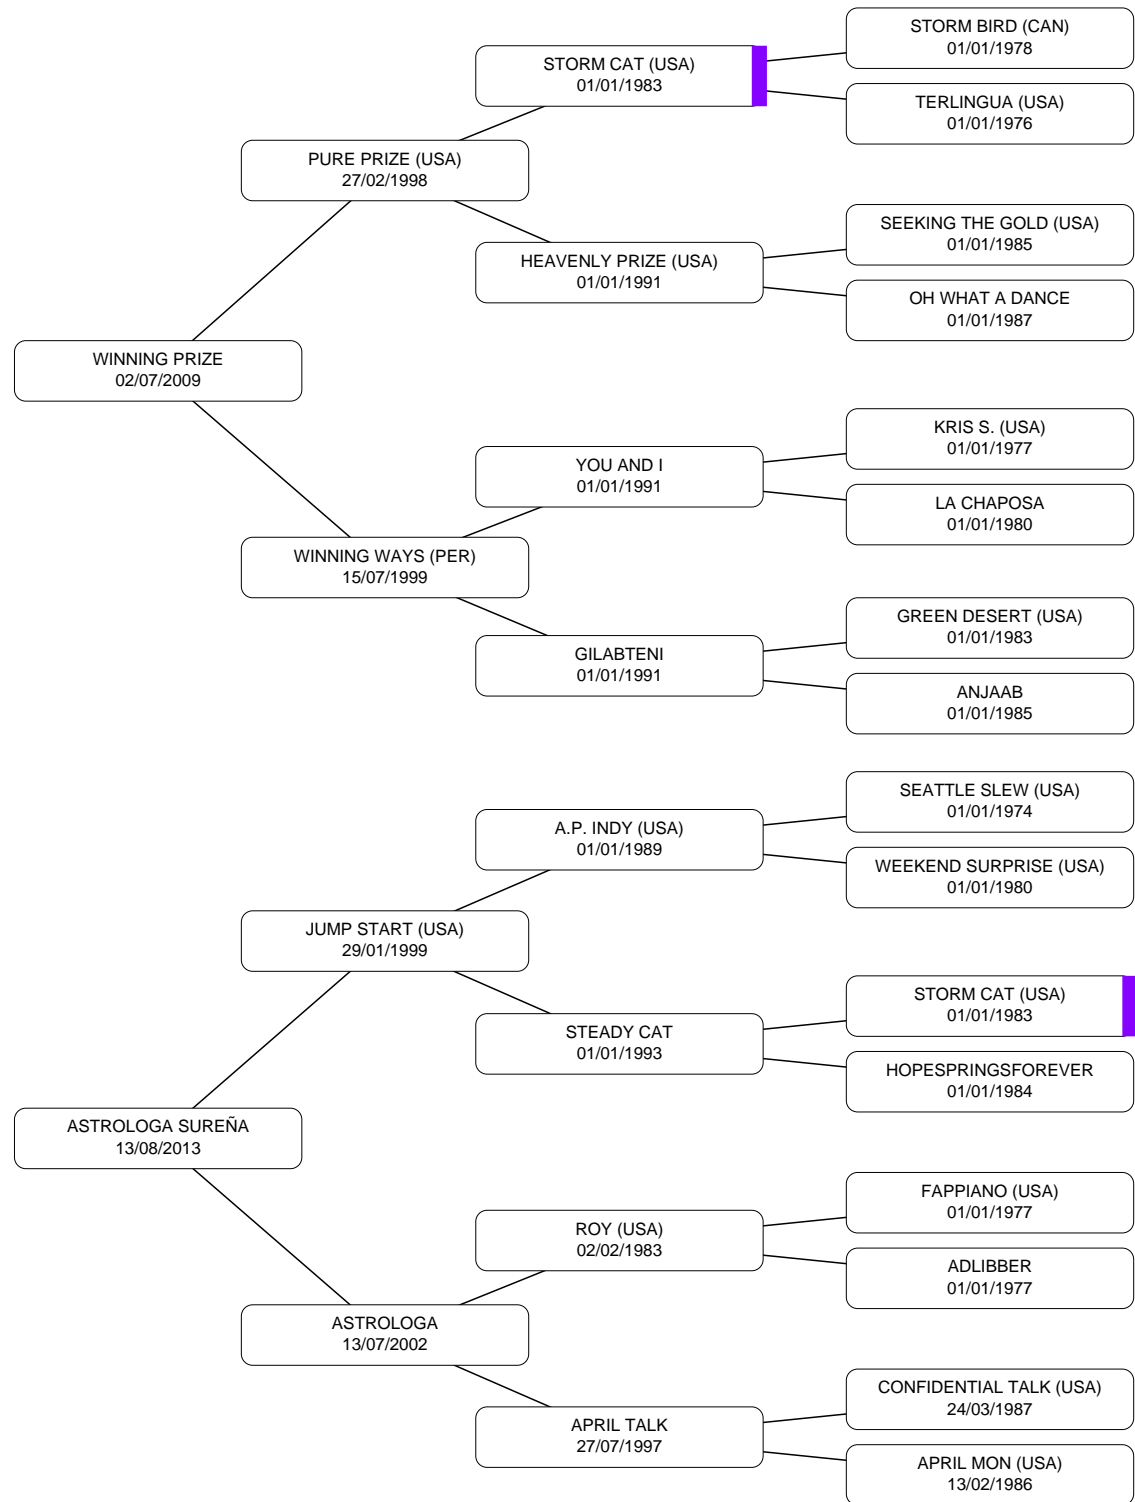 STORM BIRD (CAN)
01/01/1978
STORM CAT (USA)
01/01/1983
TERLINGUA (USA)
01/01/1976
PURE PRIZE (USA)
27/02/1998
SEEKING THE GOLD (USA)
01/01/1985
HEAVENLY PRIZE (USA)
01/01/1991
OH WHAT A DANCE
01/01/1987
WINNING PRIZE
02/07/2009
KRIS S. (USA)
01/01/1977
YOU AND I
01/01/1991
LA CHAPOSA
01/01/1980
WINNING WAYS (PER)
15/07/1999
GREEN DESERT (USA)
01/01/1983
GILABTENI
01/01/1991
ANJAAB
01/01/1985
SEATTLE SLEW (USA)
01/01/1974
A.P. INDY (USA)
01/01/1989
WEEKEND SURPRISE (USA)
01/01/1980
JUMP START (USA)
29/01/1999
STORM CAT (USA)
01/01/1983
STEADY CAT
01/01/1993
HOPESPRINGSFOREVER
01/01/1984
ASTROLOGA SUREÑA
13/08/2013
FAPPIANO (USA)
01/01/1977
ROY (USA)
02/02/1983
ADLIBBER
01/01/1977
ASTROLOGA
13/07/2002
CONFIDENTIAL TALK (USA)
24/03/1987
APRIL TALK
27/07/1997
APRIL MON (USA)
13/02/1986